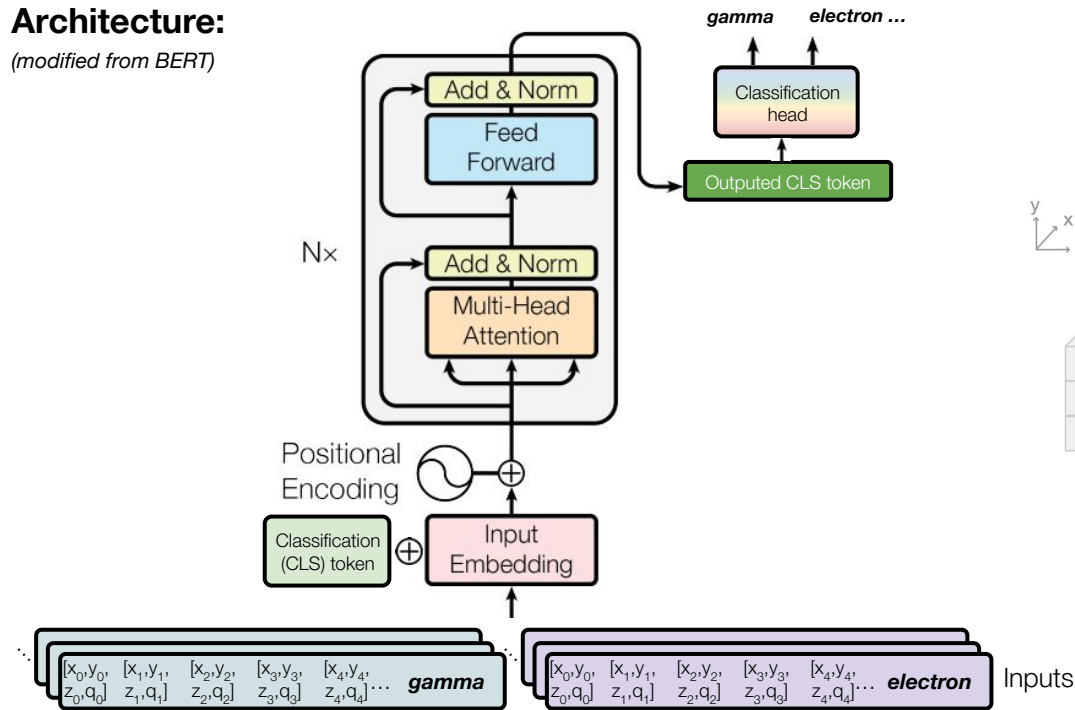 Architecture:
(modified from BERT)
gamma electron ...
Classification
head
Outputed CLS token
Add & Norm
Feed
Forward
N×
Add & Norm
Multi-Head
Attention
Positional
Encoding
Classification
(CLS) token
Input
Embedding
y
x
... [x0,y0, [x1,y1, [x2,y2, [x3,y3, [x4,y4,
z0,q0] z1,q1] z2,q2] z3,q3] z4,q4] ... gamma
... [x0,y0, [x1,y1, [x2,y2, [x3,y3, [x4,y4,
z0,q0] z1,q1] z2,q2] z3,q3] z4,q4] ... electron
Inputs